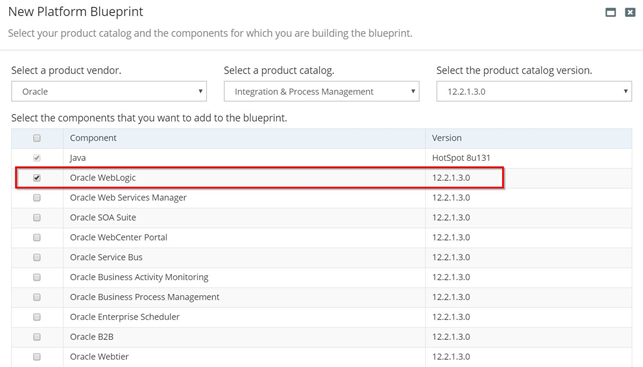 New Platform Blueprint
Select your product catalog and the components for which you are building the blueprint.
Select a product vendor. Select a product catalog. Select the product catalog version.
Oracle Integration & Process Management 12.2.1.3.0
Select the components that you want to add to the blueprint.
Component Version
Java HotSpot 8u131
Oracle WebLogic 12.2.1.3.0
Oracle Web Services Manager 12.2.1.3.0
Oracle SOA Suite 12.2.1.3.0
Oracle WebCenter Portal 12.2.1.3.0
Oracle Service Bus 12.2.1.3.0
Oracle Business Activity Monitoring 12.2.1.3.0
Oracle Business Process Management 12.2.1.3.0
Oracle Enterprise Scheduler 12.2.1.3.0
Oracle B2B 12.2.1.3.0
Oracle Webtier 12.2.1.3.0